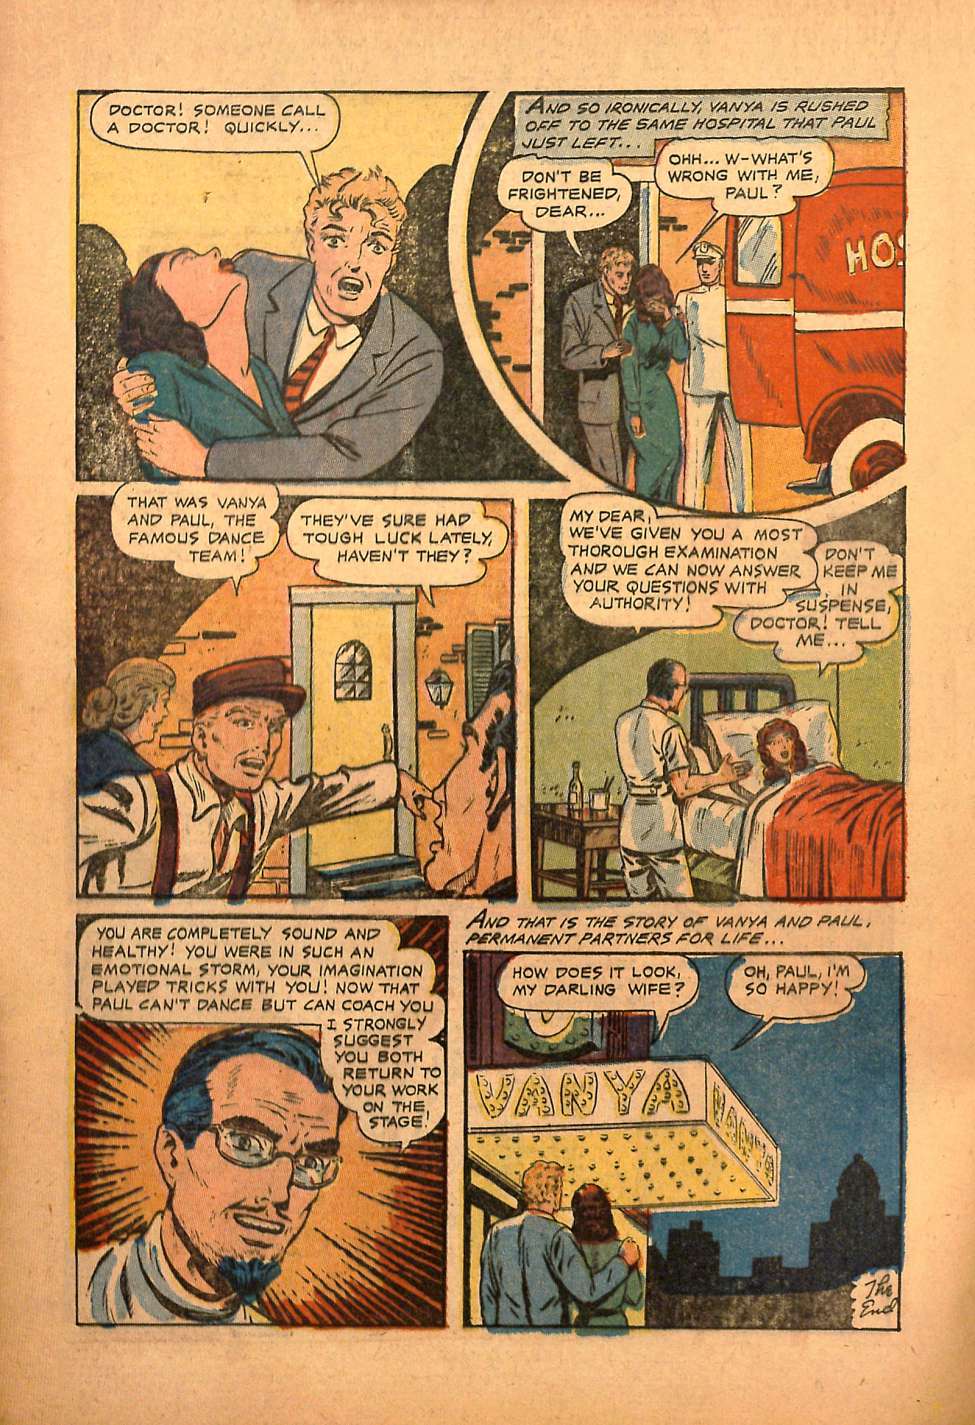 DOCTOR! SOMEONE CALL
A DOCTOR! QUICKLY...
AND SO IRONICALLY, VANYA IS RUSHED
OFF TO THE SAME HOSPITAL THAT PAUL
JUST LEFT...
DON'T BE
FRIGHTENED,
DEAR...
OHH... W-WHAT'S
WRONG WITH ME,
PAUL?
HOS
THAT WAS VANYA
AND PAUL, THE
FAMOUS DANCE
TEAM!
THEY'VE SURE HAD
TOUGH LUCK LATELY,
HAVEN'T THEY?
MY DEAR,
WE'VE GIVEN YOU A MOST
THOROUGH EXAMINATION
AND WE CAN NOW ANSWER
YOUR QUESTIONS WITH
AUTHORITY!
DON'T
KEEP ME
IN
SUSPENSE,
DOCTOR! TELL
ME...
YOU ARE COMPLETELY SOUND AND
HEALTHY! YOU WERE IN SUCH AN
EMOTIONAL STORM, YOUR IMAGINATION
PLAYED TRICKS WITH YOU! NOW THAT
PAUL CAN'T DANCE BUT CAN COACH YOU
I STRONGLY
SUGGEST
YOU BOTH
RETURN TO
YOUR WORK
ON THE
STAGE!
AND THAT IS THE STORY OF VANYA AND PAUL,
PERMANENT PARTNERS FOR LIFE...
HOW DOES IT LOOK,
MY DARLING WIFE?
OH, PAUL, I'M
SO HAPPY!
VANYA
VANYA
The
End